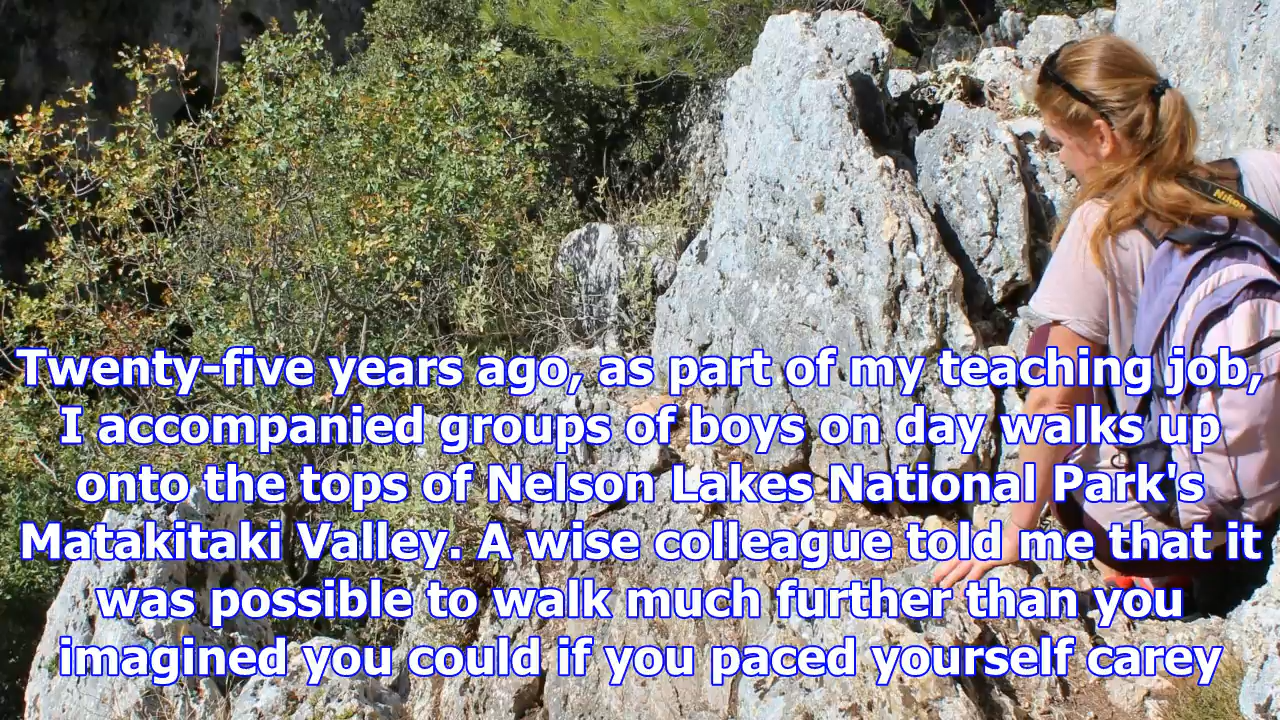 Twenty-five years ago, as part of my teaching job,
I accompanied groups of boys on day walks up
onto the tops of Nelson Lakes National Park's
Matakitaki Valley. A wise colleague told me that it
was possible to walk much further than you
imagined you could if you paced yourself carey
Nikon